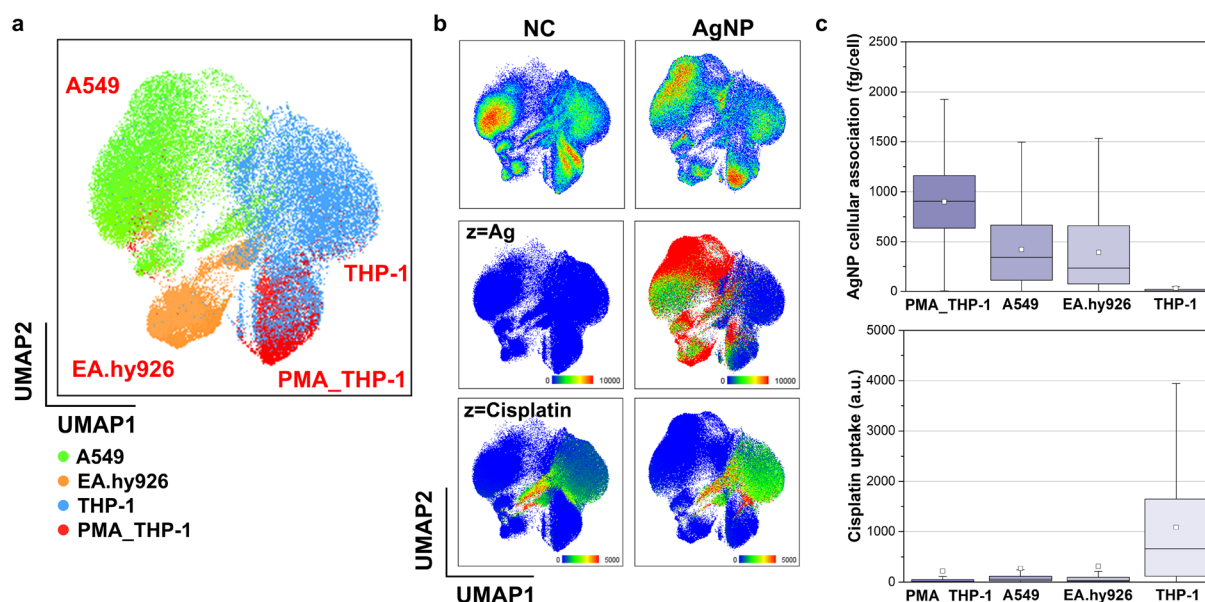 a
A549
THP-1
EA.hy926
PMA_THP-1
UMAP2
UMAP1
A549
EA.hy926
THP-1
PMA_THP-1
b
NC
AgNP
z=Ag
0
10000
0
10000
z=Cisplatin
0
5000
0
5000
UMAP2
UMAP1
c
AgNP cellular association (fg/cell)
2500
2000
1500
1000
500
0
PMA_THP-1
A549
EA.hy926
THP-1
Cisplatin uptake (a.u.)
5000
4000
3000
2000
1000
0
PMA_THP-1
A549
EA.hy926
THP-1